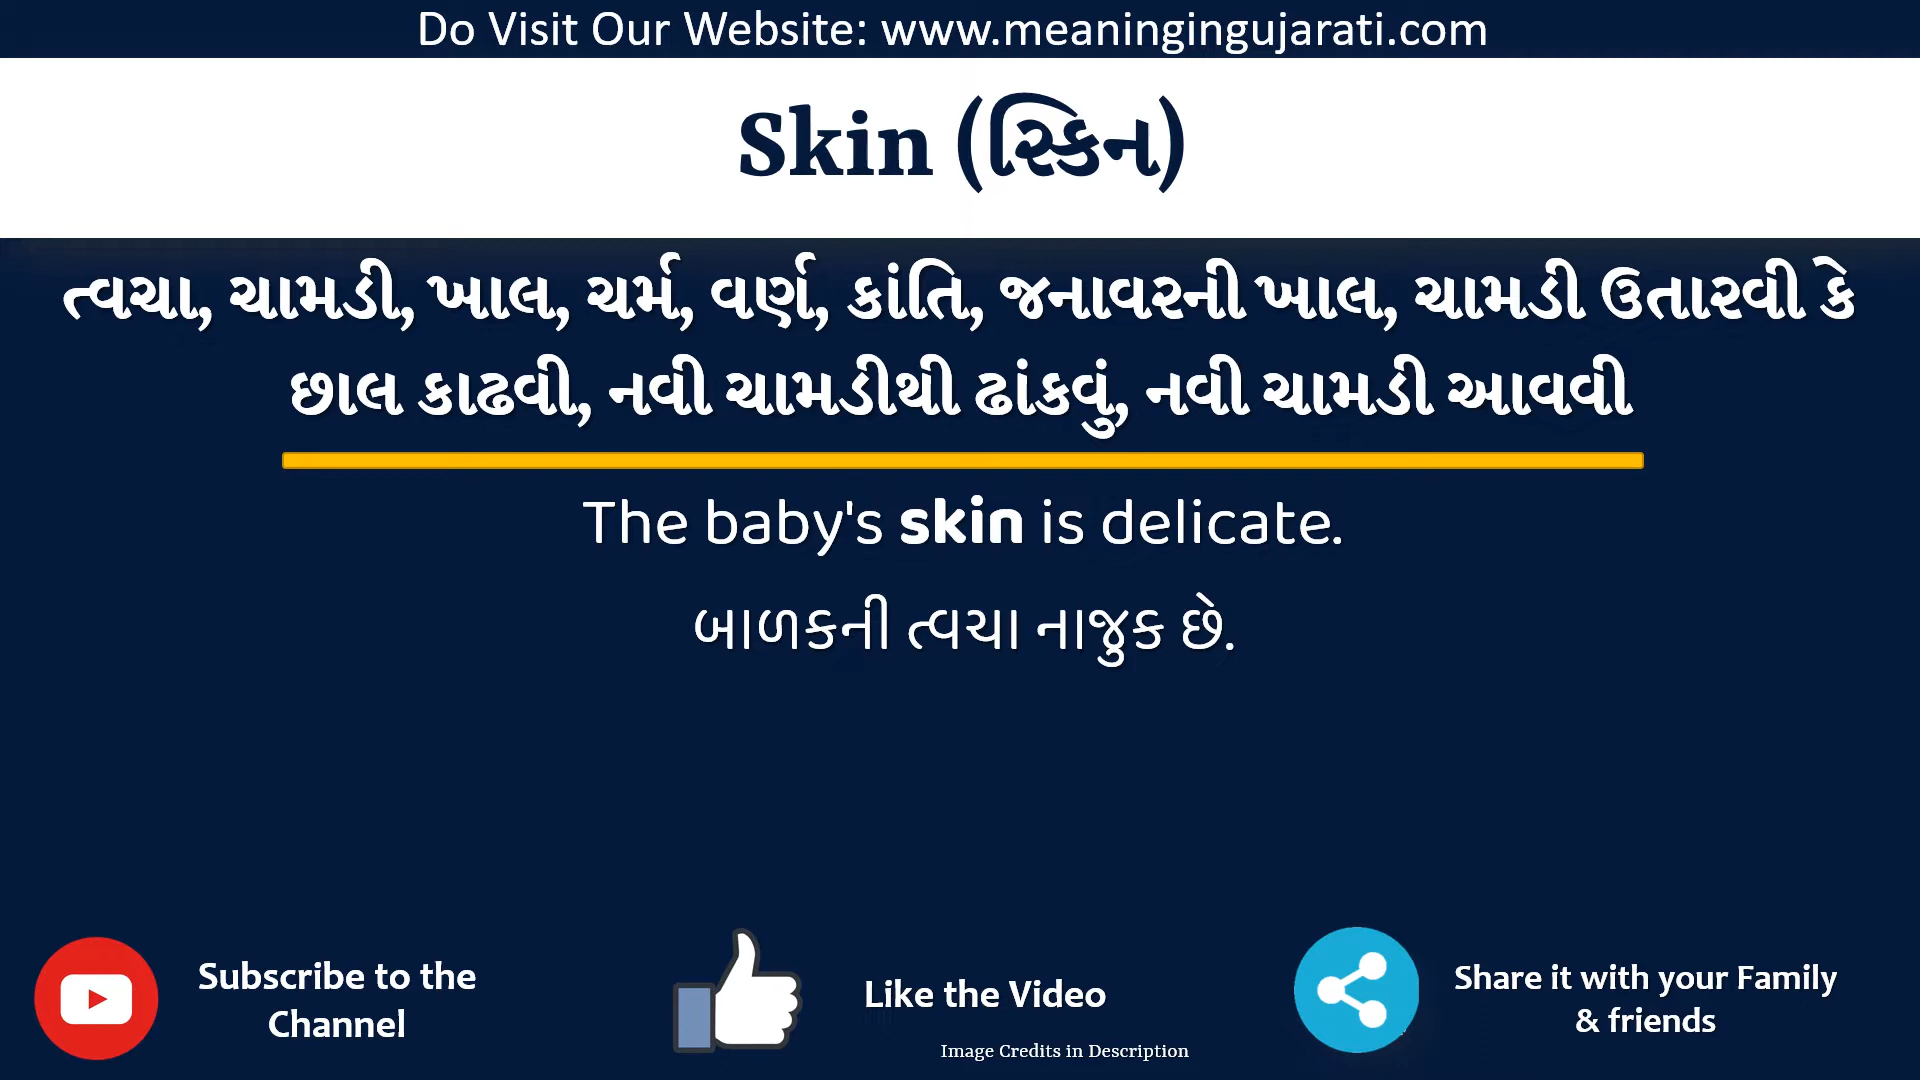 Do Visit Our Website: www.meaningingujarati.com
Skin (સ્કિન)
ત્વચા, ચામડી, ખાલ, ચર્મ, વર્ણ, કાંતિ, જનાવરની ખાલ, ચામડી ઉતારવી કે
છાલ કાઢવી, નવી ચામડીથી ઢાંકવું, નવી ચામડી આવવી
The baby's skin is delicate.
બાળકની ત્વચા નાજુક છે.
Subscribe to the
Channel
Like the Video
Share it with your Family
& friends
Image Credits in Description